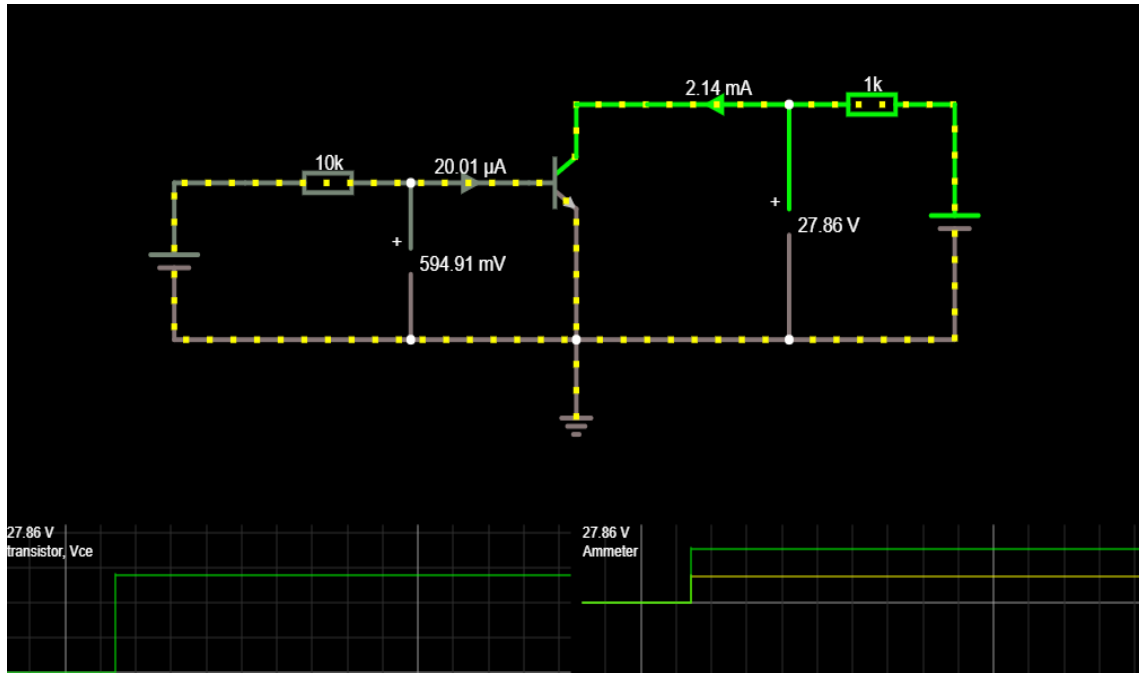 2.14 mA
1k
10k
20.01 µA
+
27.86 V
+
594.91 mV
27.86 V
transistor, Vce
27.86 V
Ammeter